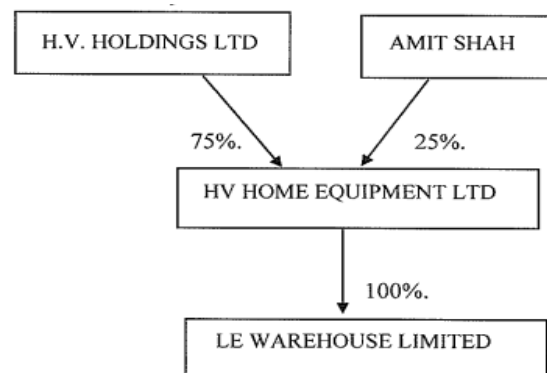 H.V. HOLDINGS LTD
AMIT SHAH
75%.
25%.
HV HOME EQUIPMENT LTD
100%.
LE WAREHOUSE LIMITED